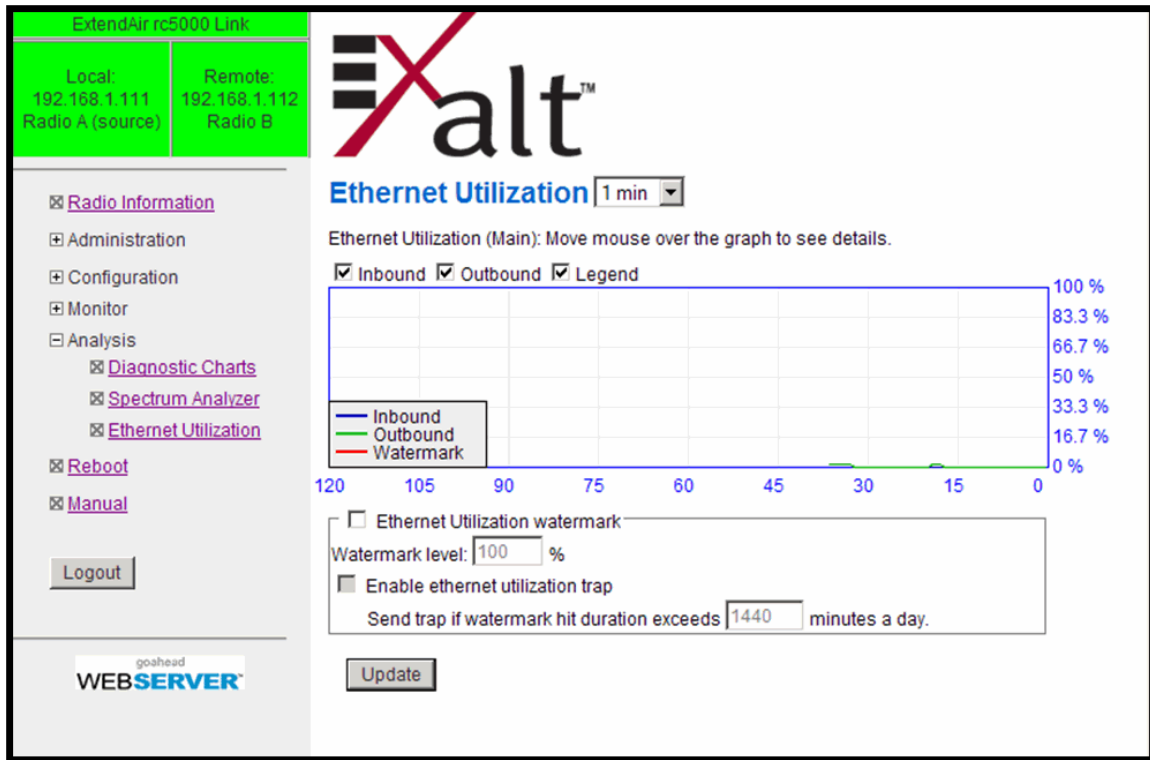 ExtendAir rc5000 Link
Local:
192.168.1.111
Radio A (source)
Remote:
192.168.1.112
Radio B
Radio Information
Administration
Configuration
Monitor
Analysis
Diagnostic Charts
Spectrum Analyzer
Ethernet Utilization
Reboot
Manual
Logout
goahead
WEBSERVER
Exalt™
Ethernet Utilization 1 min
Ethernet Utilization (Main): Move mouse over the graph to see details.
Inbound Outbound Legend
100 %
83.3 %
66.7 %
50 %
33.3 %
16.7 %
0 %
Inbound
Outbound
Watermark
120 105 90 75 60 45 30 15 0
Ethernet Utilization watermark
Watermark level: 100 %
Enable ethernet utilization trap
Send trap if watermark hit duration exceeds 1440 minutes a day.
Update